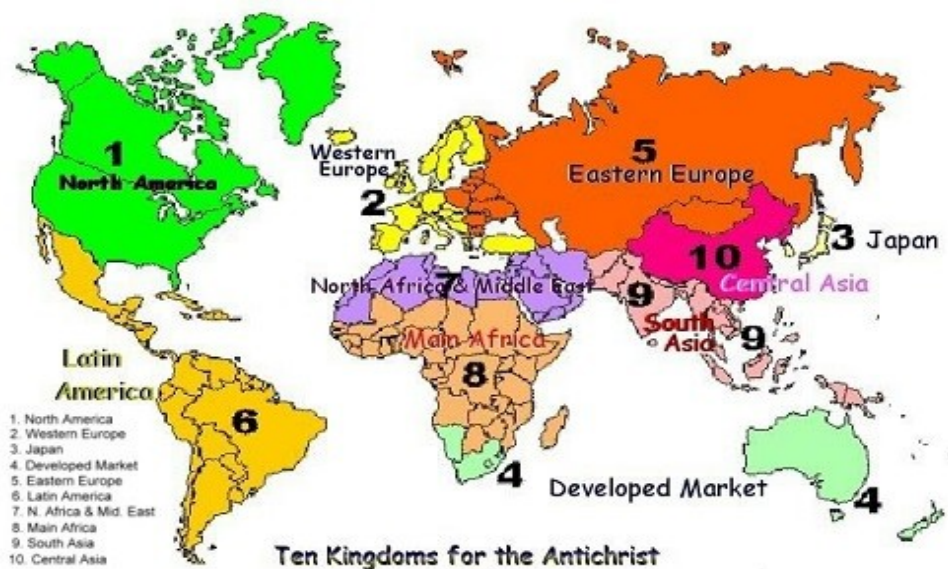 1
North America
Western
Europe
2
5
Eastern Europe
3 Japan
10
Central Asia
7
North Africa & Middle East
9
South
Asia
9
Main Africa
8
Latin
America
6
4
Developed Market
4
1. North America
2. Western Europe
3. Japan
4. Developed Market
5. Eastern Europe
6. Latin America
7. N. Africa & Mid. East
8. Main Africa
9. South Asia
10. Central Asia
Ten Kingdoms for the Antichrist